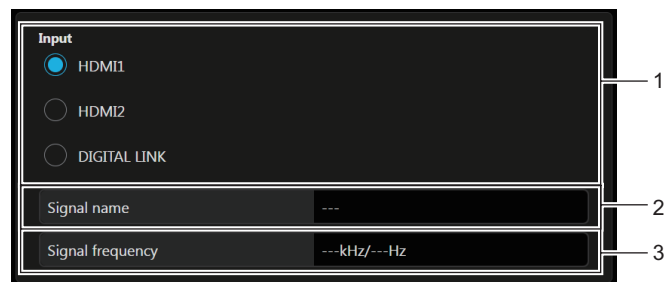 Input
HDMI1
1
HDMI2
DIGITAL LINK
Signal name ---
2
Signal frequency ---kHz/---Hz
3